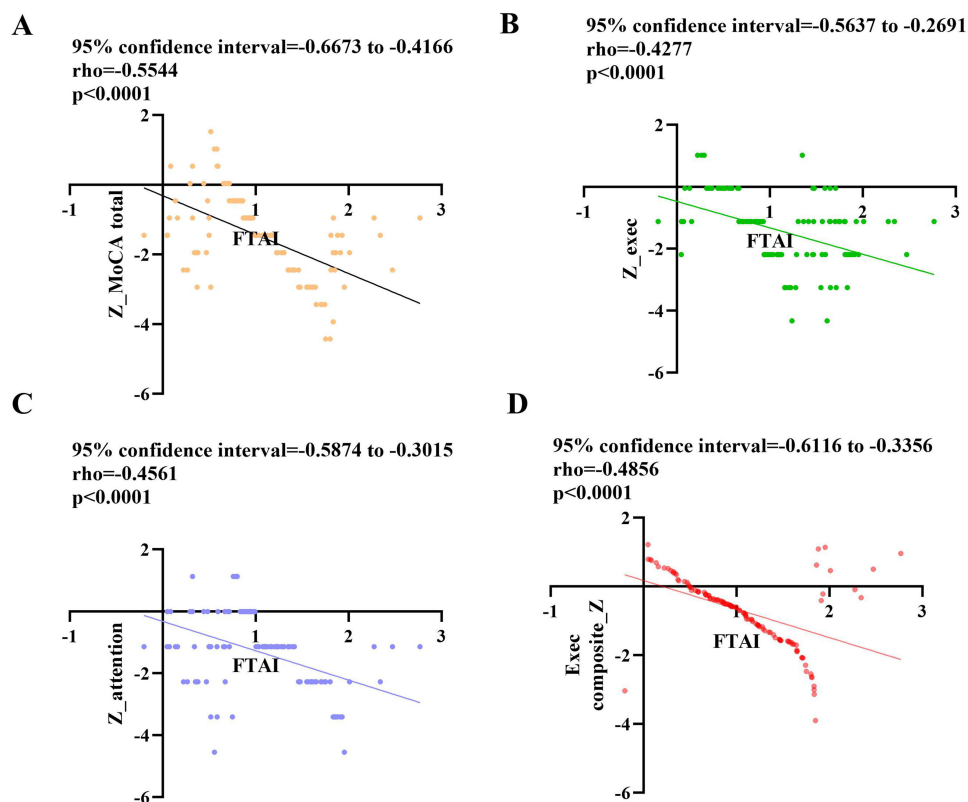 A
95% confidence interval=-0.6673 to -0.4166
rho=-0.5544
p<0.0001
2
-1
1
2
3
-2
-4
-6
Z_MoCA total
FTAI
B
95% confidence interval=-0.5637 to -0.2691
rho=-0.4277
p<0.0001
2
-1
1
2
3
-2
-4
-6
Z_exec
FTAI
C
95% confidence interval=-0.5874 to -0.3015
rho=-0.4561
p<0.0001
2
-1
1
2
3
-2
-4
-6
Z_attention
FTAI
D
95% confidence interval=-0.6116 to -0.3356
rho=-0.4856
p<0.0001
2
-1
1
2
3
-2
-4
-6
Exec
composite_Z
FTAI